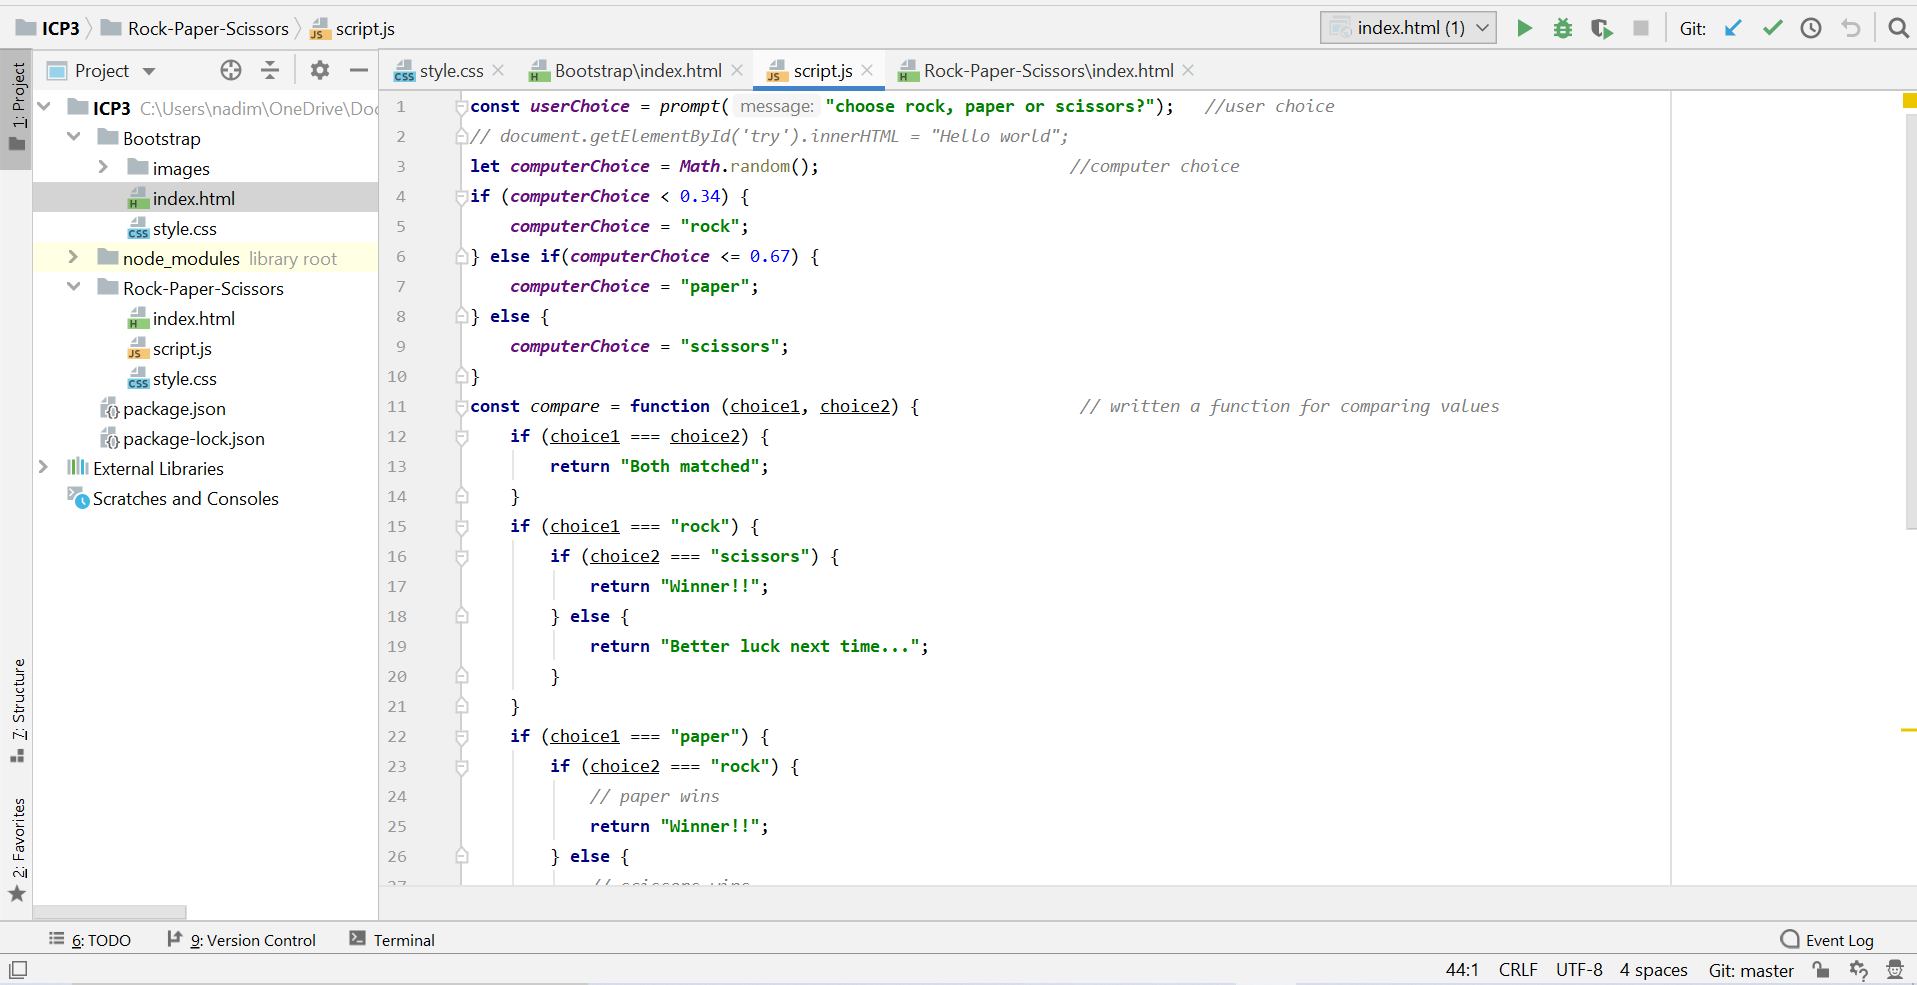 ICP3 Rock-Paper-Scissors script.js index.html (1) Git:
1: Project
Project
style.css Bootstrap\index.html script.js Rock-Paper-Scissors\index.html
ICP3 C:\Users\nadim\OneDrive\Doc
Bootstrap
images
index.html
style.css
node_modules library root
Rock-Paper-Scissors
index.html
script.js
style.css
package.json
package-lock.json
External Libraries
Scratches and Consoles
7: Structure
2: Favorites
1 const userChoice = prompt( message: "choose rock, paper or scissors?"); //user choice
2 // document.getElementById('try').innerHTML = "Hello world";
3 let computerChoice = Math.random(); //computer choice
4 if (computerChoice < 0.34) {
5 computerChoice = "rock";
6 } else if(computerChoice <= 0.67) {
7 computerChoice = "paper";
8 } else {
9 computerChoice = "scissors";
10 }
11 const compare = function (choice1, choice2) { // written a function for comparing values
12 if (choice1 === choice2) {
13 return "Both matched";
14 }
15 if (choice1 === "rock") {
16 if (choice2 === "scissors") {
17 return "Winner!!";
18 } else {
19 return "Better luck next time...";
20 }
21 }
22 if (choice1 === "paper") {
23 if (choice2 === "rock") {
24 // paper wins
25 return "Winner!!";
26 } else {
27 // scissors wins
6: TODO 9: Version Control Terminal Event Log
44:1 CRLF UTF-8 4 spaces Git: master